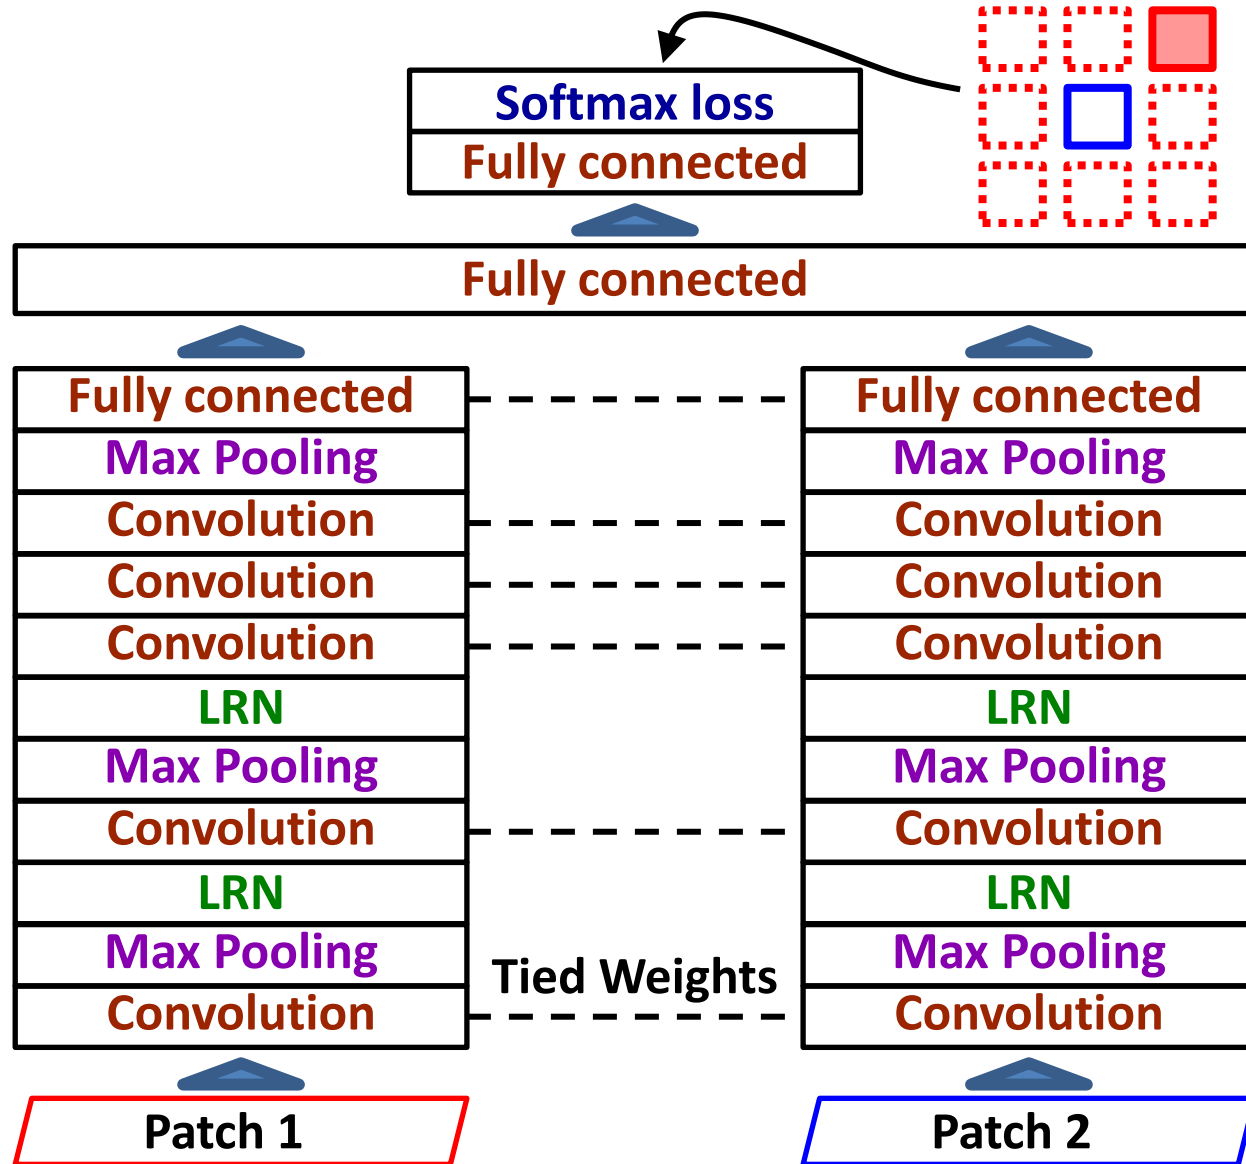 Softmax loss
Fully connected
Fully connected
Fully connected
Max Pooling
Convolution
Convolution
Convolution
LRN
Max Pooling
Convolution
LRN
Max Pooling
Convolution
Patch 1
Tied Weights
Fully connected
Max Pooling
Convolution
Convolution
Convolution
LRN
Max Pooling
Convolution
LRN
Max Pooling
Convolution
Patch 2